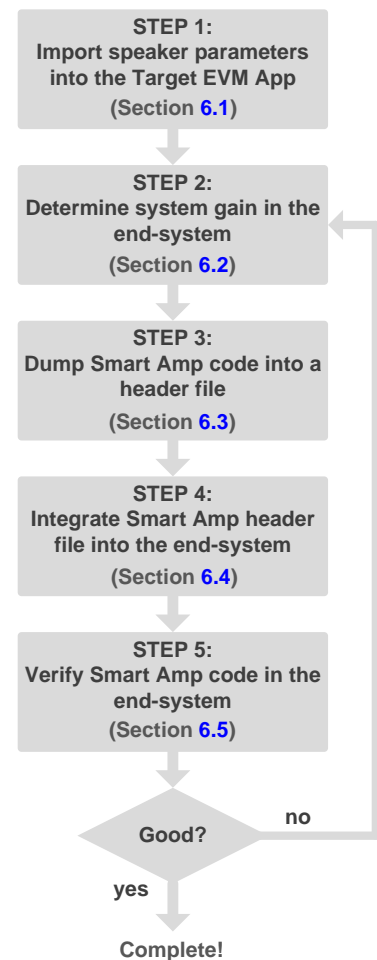 STEP 1:
Import speaker parameters
into the Target EVM App
(Section 6.1)
STEP 2:
Determine system gain in the
end-system
(Section 6.2)
STEP 3:
Dump Smart Amp code into a
header file
(Section 6.3)
STEP 4:
Integrate Smart Amp header
file into the end-system
(Section 6.4)
STEP 5:
Verify Smart Amp code in the
end-system
(Section 6.5)
Good?
no
yes
Complete!